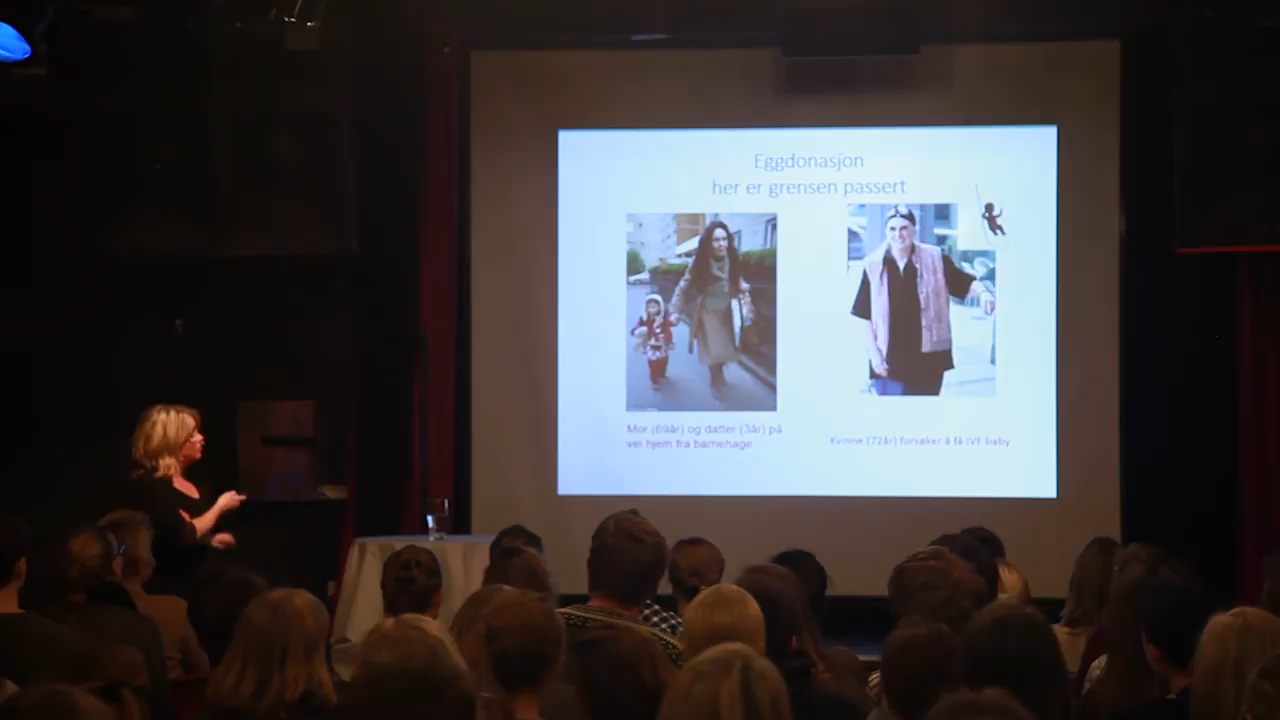 Eggdonasjon
her er grensen passert
Mor (69år) og datter (3år) på
vei hjem fra barnehage
Kvinne (72år) forsøker å få IVF baby